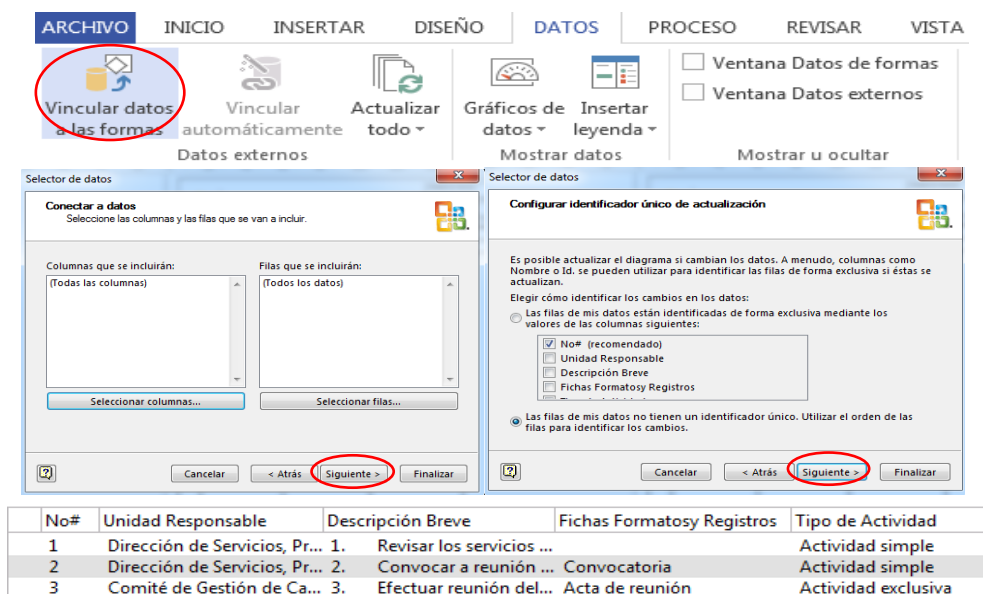 ARCHIVO INICIO INSERTAR DISEÑO DATOS PROCESO REVISAR VISTA
Vincular datos a las formas
Vincular automáticamente
Actualizar todo
Gráficos de datos
Insertar leyenda
Ventana Datos de formas
Ventana Datos externos
Datos externos
Mostrar datos
Mostrar u ocultar
Selector de datos
Conectar a datos
Seleccione las columnas y las filas que se van a incluir.
Columnas que se incluirán:
(Todas las columnas)
Seleccionar columnas...
Filas que se incluirán:
(Todos los datos)
Seleccionar filas...
Cancelar < Atrás Siguiente > Finalizar
Selector de datos
Configurar identificador único de actualización
Es posible actualizar el diagrama si cambian los datos. A menudo, columnas como
Nombre o Id. se pueden utilizar para identificar las filas de forma exclusiva si éstas se
actualizan.
Elegir cómo identificar los cambios en los datos:
Las filas de mis datos están identificadas de forma exclusiva mediante los
valores de las columnas siguientes:
No# (recomendado)
Unidad Responsable
Descripción Breve
Fichas Formatosy Registros
Las filas de mis datos no tienen un identificador único. Utilizar el orden de las
filas para identificar los cambios.
Cancelar < Atrás Siguiente > Finalizar
No# Unidad Responsable Descripción Breve Fichas Formatosy Registros Tipo de Actividad
1 Dirección de Servicios, Pr... 1. Revisar los servicios ... Actividad simple
2 Dirección de Servicios, Pr... 2. Convocar a reunión ... Convocatoria Actividad simple
3 Comité de Gestión de Ca... 3. Efectuar reunión del... Acta de reunión Actividad exclusiva